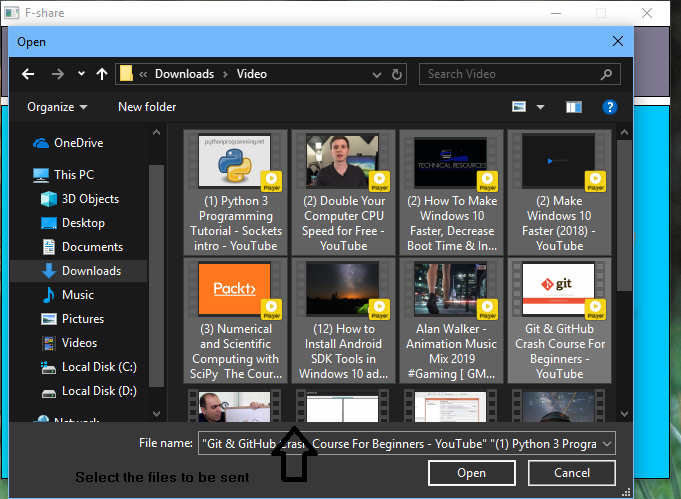 F-share
Open
« Downloads › Video
Search Video
Organize
New folder
?
OneDrive
This PC
3D Objects
Desktop
Documents
Downloads
Music
Pictures
Videos
Local Disk (C:)
Local Disk (D:)
Network
pythonprogramming.net
Player
(1) Python 3
Programming
Tutorial - Sockets
intro - YouTube
Player
(2) Double Your
Computer CPU
Speed for Free -
YouTube
TECHNICAL RESOURCES
Player
(2) How To Make
Windows 10
Faster, Decrease
Boot Time & In...
Player
(2) Make
Windows 10
Faster (2018) -
YouTube
Packt>
Player
(3) Numerical
and Scientific
Computing with
SciPy The Cour...
Player
(12) How to
Install Android
SDK Tools in
Windows 10 ad...
Player
Alan Walker -
Animation Music
Mix 2019
#Gaming [ GM...
git
Player
Git & GitHub
Crash Course For
Beginners -
YouTube
File name:
"Git & GitHub Crash Course For Beginners - YouTube" "(1) Python 3 Progra
Select the files to be sent
Open
Cancel